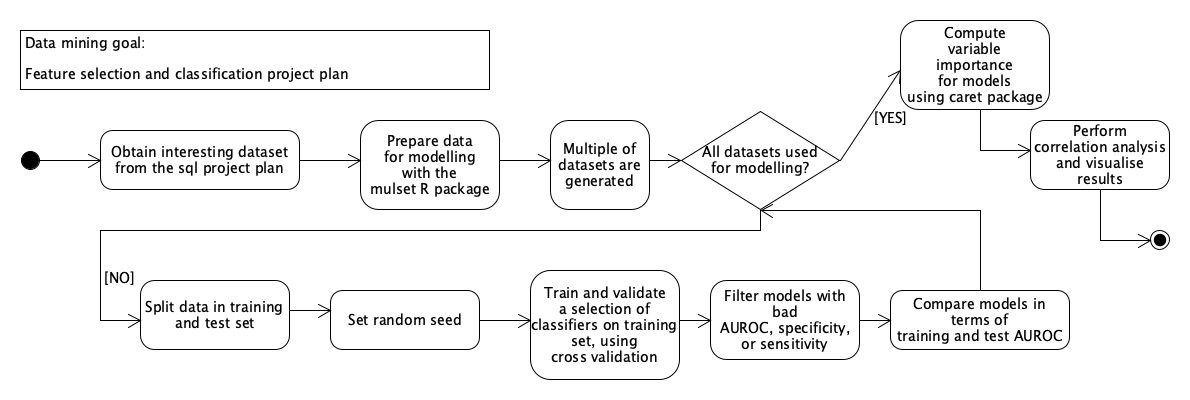 Data mining goal:
Feature selection and classification project plan
Obtain interesting dataset
from the sql project plan
Prepare data
for modelling
with the
mulset R package
Multiple of
datasets are
generated
All datasets used
for modelling?
[YES]
Compute
variable
importance
for models
using caret package
Perform
correlation analysis
and visualise
results
[NO]
Split data in training
and test set
Set random seed
Train and validate
a selection of
classifiers on training
set, using
cross validation
Filter models with
bad
AUROC, specificity,
or sensitivity
Compare models in
terms of
training and test AUROC